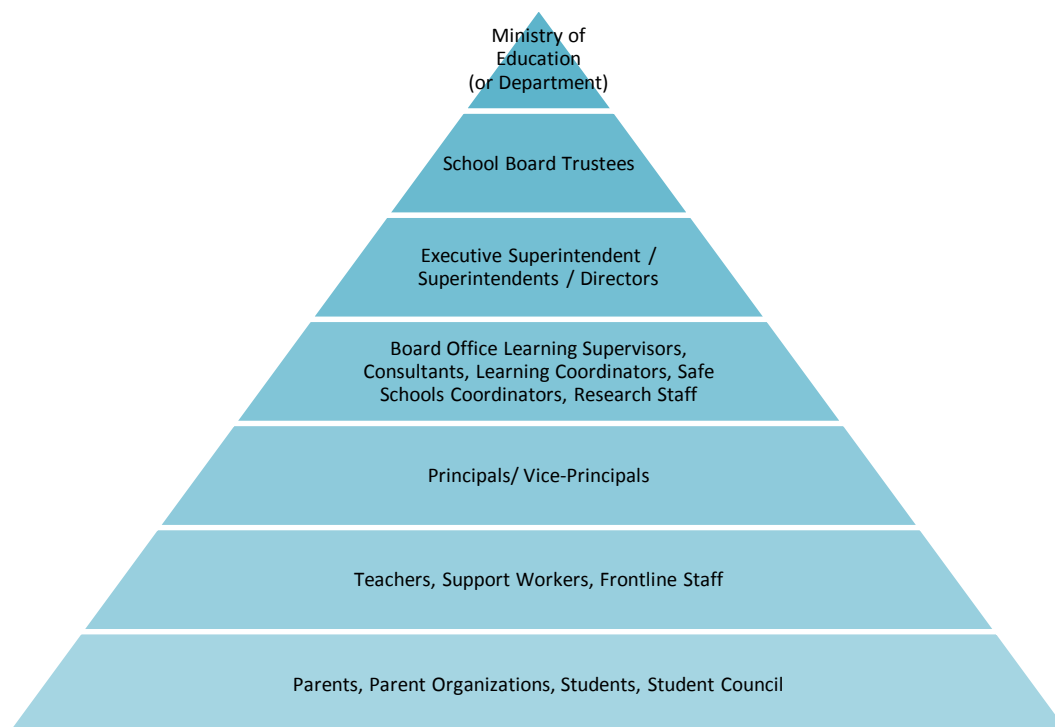 Ministry of
Education
(or Department)
School Board Trustees
Executive Superintendent /
Superintendents / Directors
Board Office Learning Supervisors,
Consultants, Learning Coordinators, Safe
Schools Coordinators, Research Staff
Principals/ Vice-Principals
Teachers, Support Workers, Frontline Staff
Parents, Parent Organizations, Students, Student Council